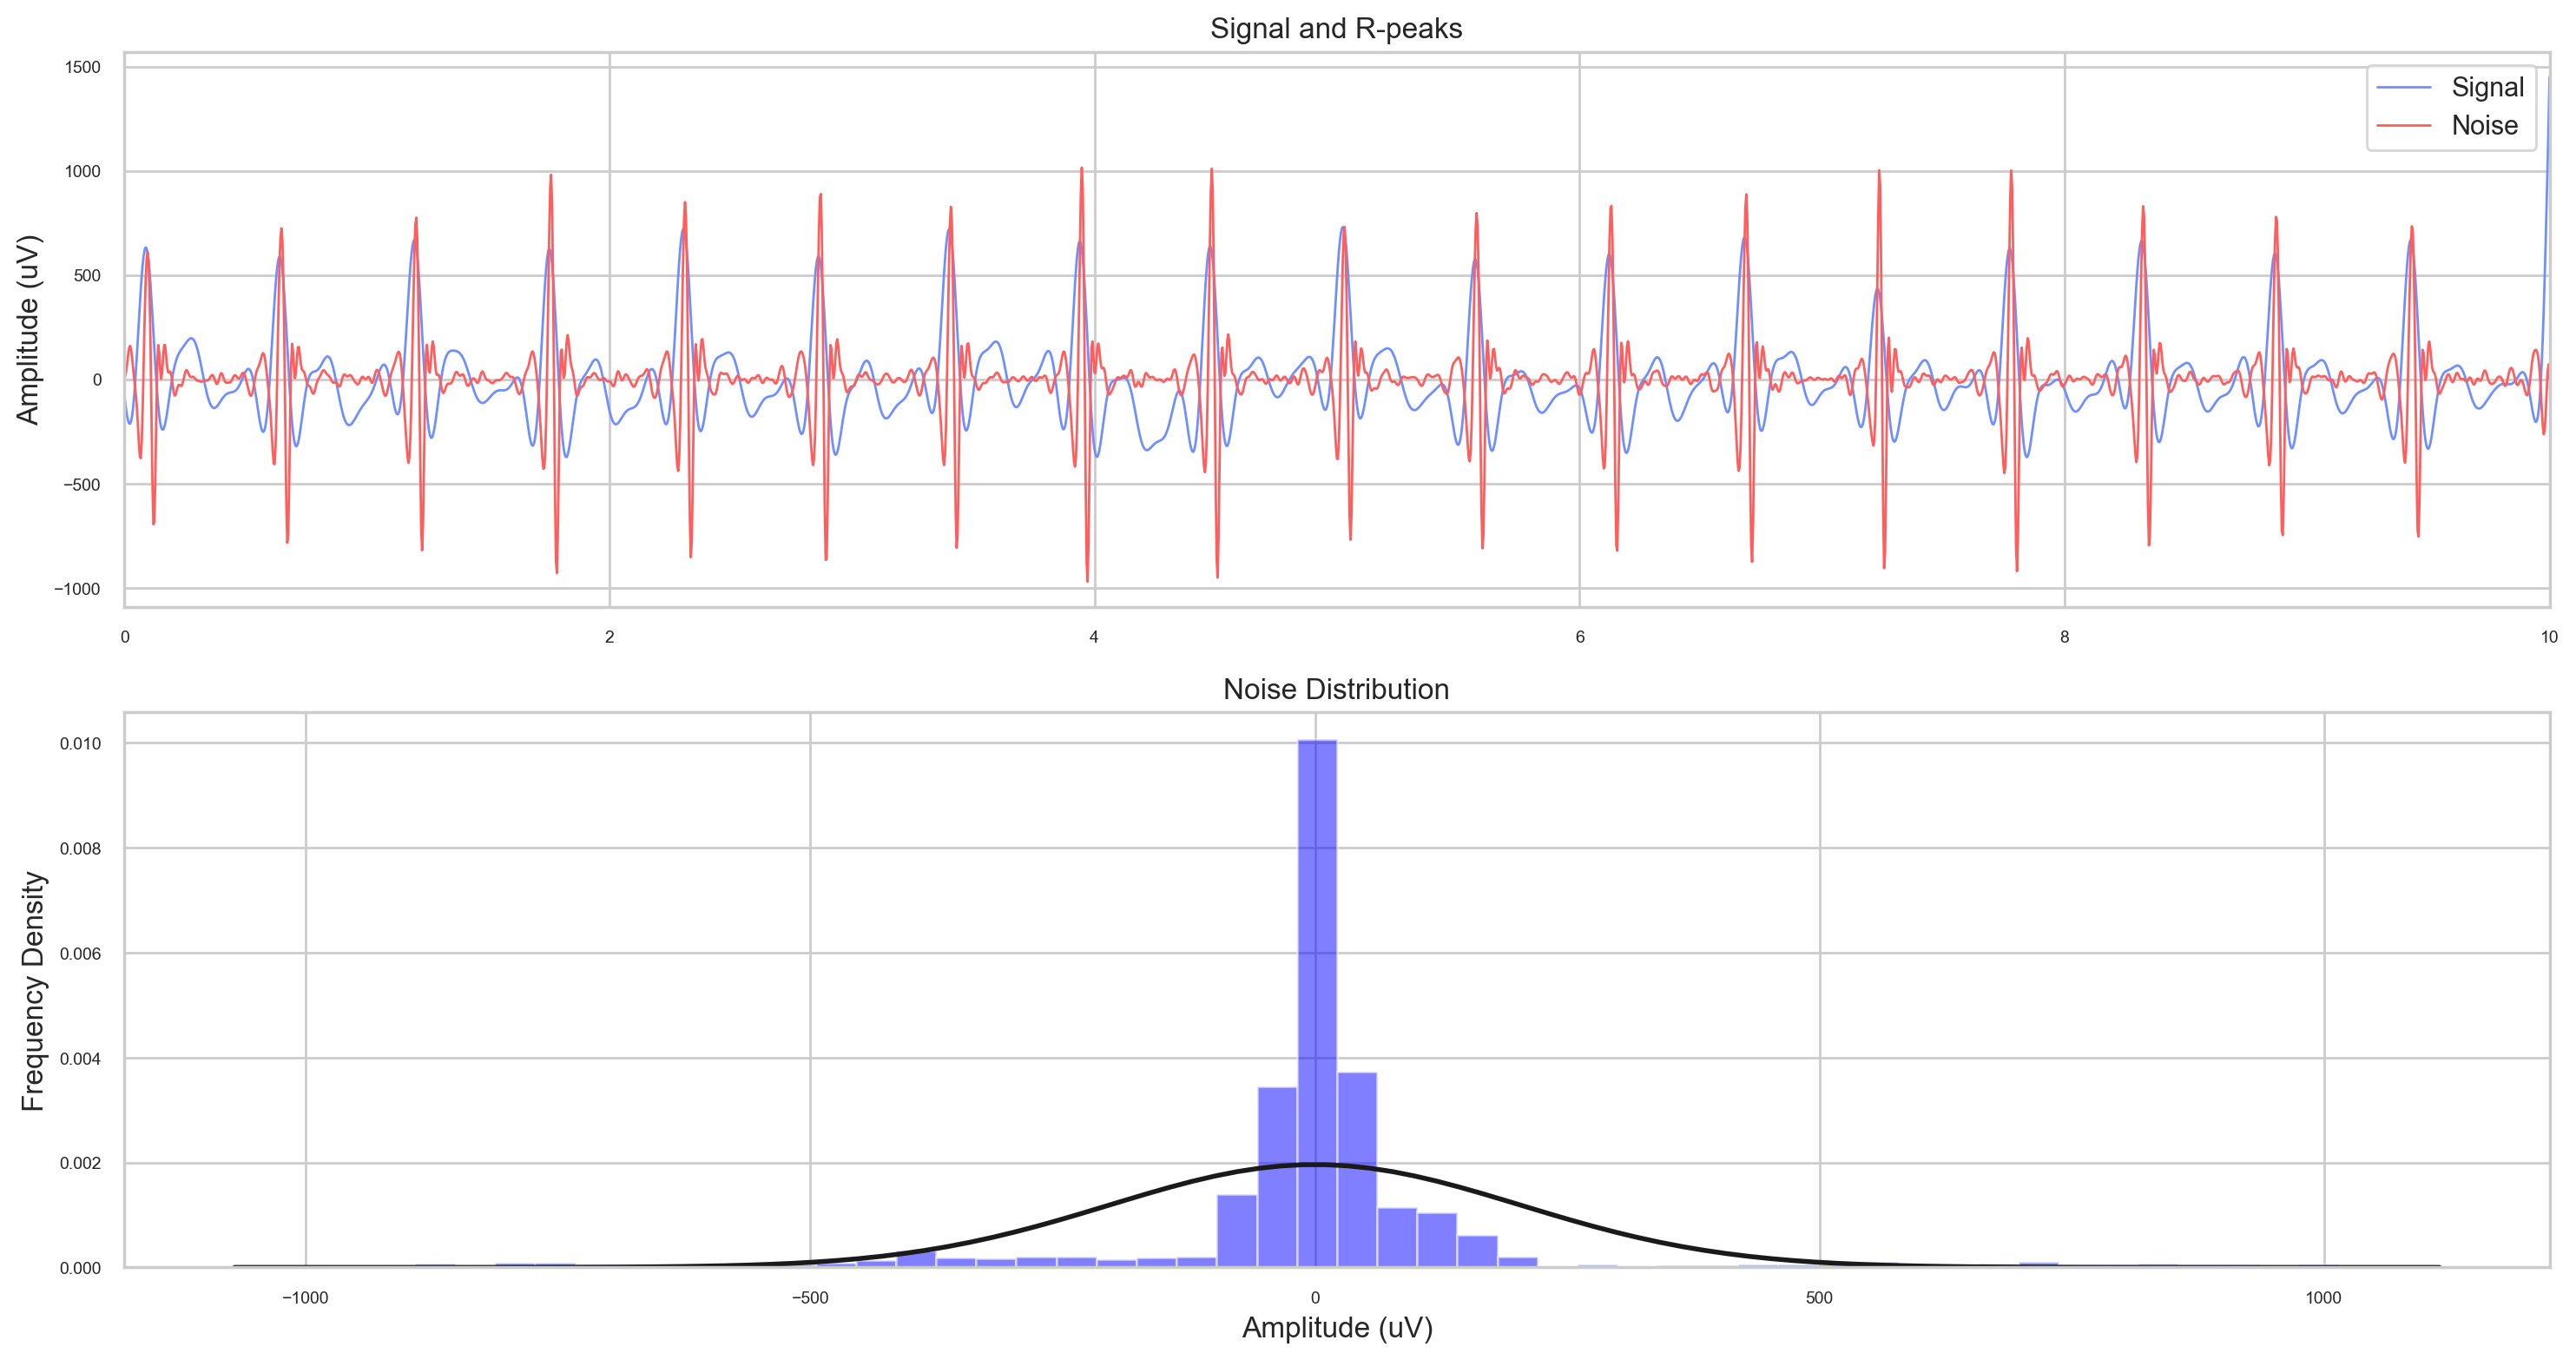 Signal and R-peaks
Amplitude (uV)
1500
1000
500
0
−500
−1000
Signal
Noise
0 2 4 6 8 10
Noise Distribution
Frequency Density
0.010
0.008
0.006
0.004
0.002
0.000
−1000 −500 0 500 1000
Amplitude (uV)